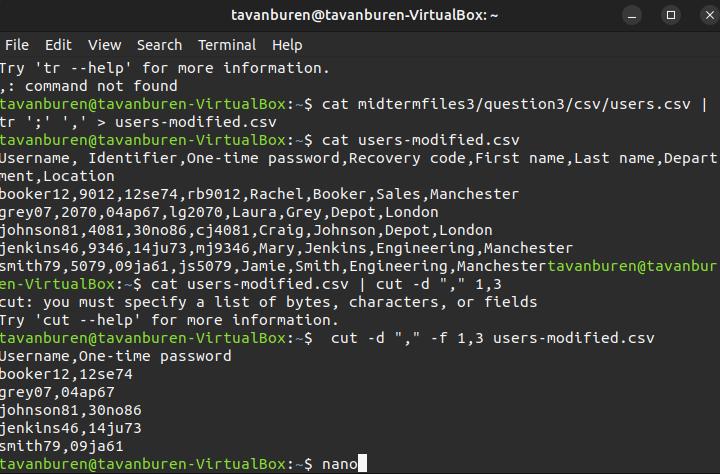 tavanburen@tavanburen-VirtualBox: ~
File Edit View Search Terminal Help
Try 'tr --help' for more information.
,: command not found
tavanburen@tavanburen-VirtualBox:~$ cat midtermfiles3/question3/csv/users.csv |
tr ';' ',' > users-modified.csv
tavanburen@tavanburen-VirtualBox:~$ cat users-modified.csv
Username, Identifier,One-time password,Recovery code,First name,Last name,Depart
ment,Location
booker12,9012,12se74,rb9012,Rachel,Booker,Sales,Manchester
grey07,2070,04ap67,lg2070,Laura,Grey,Depot,London
johnson81,4081,30no86,cj4081,Craig,Johnson,Depot,London
jenkins46,9346,14ju73,mj9346,Mary,Jenkins,Engineering,Manchester
smith79,5079,09ja61,js5079,Jamie,Smith,Engineering,Manchestertavanburen@tavanbur
en-VirtualBox:~$ cat users-modified.csv | cut -d "," 1,3
cut: you must specify a list of bytes, characters, or fields
Try 'cut --help' for more information.
tavanburen@tavanburen-VirtualBox:~$  cut -d "," -f 1,3 users-modified.csv
Username,One-time password
booker12,12se74
grey07,04ap67
johnson81,30no86
jenkins46,14ju73
smith79,09ja61
tavanburen@tavanburen-VirtualBox:~$ nano